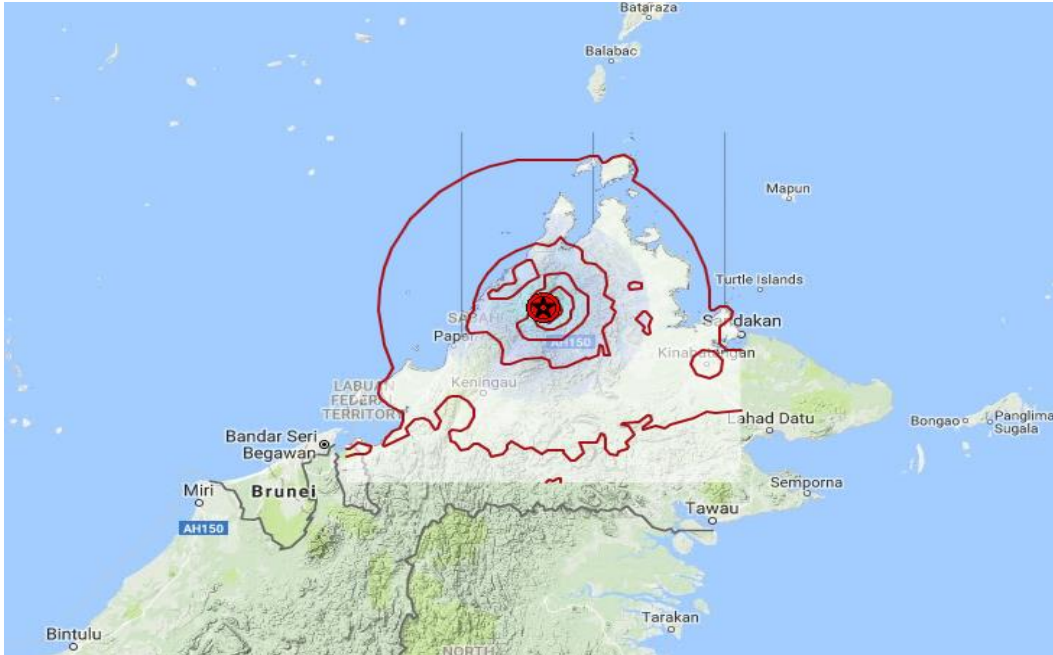 Bataraza
Balabac
Mapun
Turtle Islands
SABAH
Sandakan
Papar
AH150
Kinabatangan
Keningau
LABUAN
FEDERAL
TERRITORY
Lahad Datu
Bongao
Panglima
Sugala
Bandar Seri
Begawan
Semporna
Miri
Brunei
Tawau
AH150
Tarakan
Bintulu
NORTH